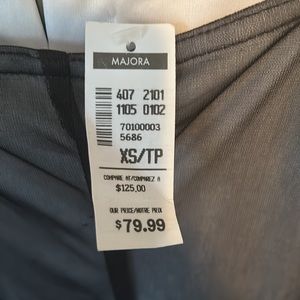 MAJORA
407 2101
1105 0102
70100003
5686
XS/TP
COMPARE AT/COMPAREZ A
$125.00
OUR PRICE/NOTRE PRIX
$79.99